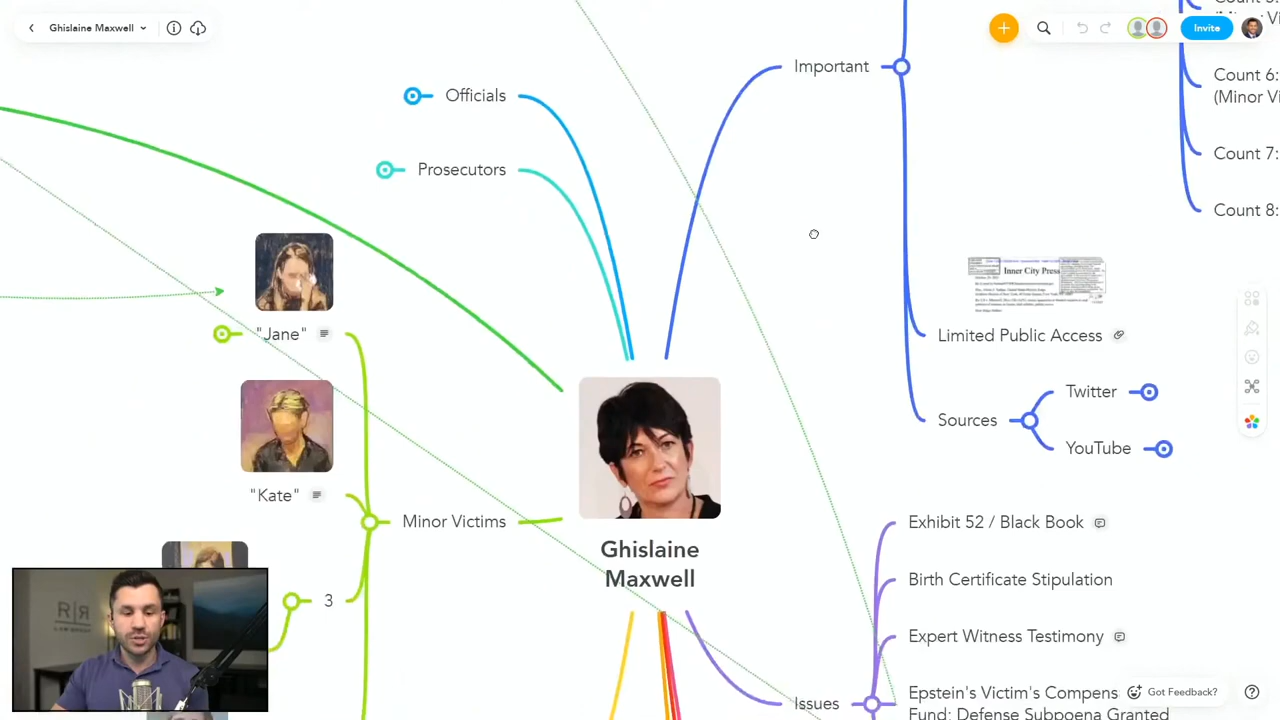 Ghislaine Maxwell
Invite
Important
Officials
Prosecutors
Count 6:
(Minor Vi
Count 7:
Count 8:
Inner City Press
Limited Public Access
"Jane"
"Kate"
Sources
Twitter
YouTube
Minor Victims
3
Ghislaine
Maxwell
Exhibit 52 / Black Book
Birth Certificate Stipulation
Expert Witness Testimony
Issues
Epstein's Victim's Compens
Fund; Defense Subpoena Granted
Got Feedback?
R|R
LAW GROUP